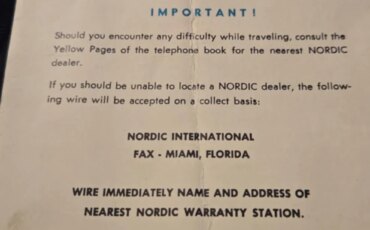 IMPORTANT!
Should you encounter any difficulty while traveling, consult the
Yellow Pages of the telephone book for the nearest NORDIC
dealer.
If you should be unable to locate a NORDIC dealer, the follow-
ing wire will be accepted on a collect basis:
NORDIC INTERNATIONAL
FAX - MIAMI, FLORIDA
WIRE IMMEDIATELY NAME AND ADDRESS OF
NEAREST NORDIC WARRANTY STATION.